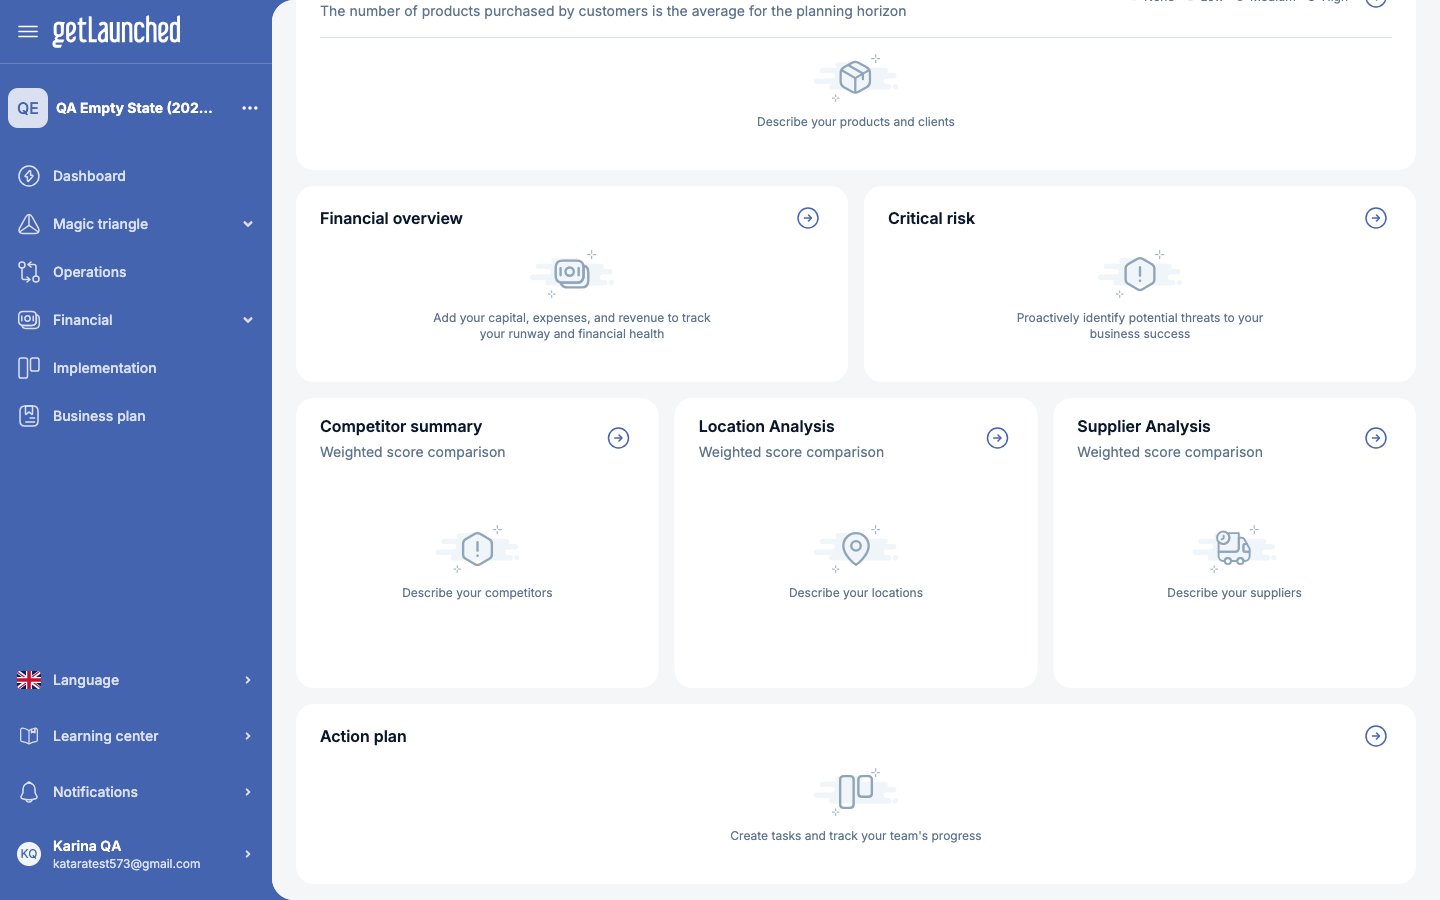 getLaunched
QE
QA Empty State (202...
Dashboard
Magic triangle
Operations
Financial
Implementation
Business plan
Language
Learning center
Notifications
KQ
Karina QA
kataratest573@gmail.com
The number of products purchased by customers is the average for the planning horizon
Describe your products and clients
Financial overview
Add your capital, expenses, and revenue to track
your runway and financial health
Critical risk
Proactively identify potential threats to your
business success
Competitor summary
Weighted score comparison
Describe your competitors
Location Analysis
Weighted score comparison
Describe your locations
Supplier Analysis
Weighted score comparison
Describe your suppliers
Action plan
Create tasks and track your team's progress